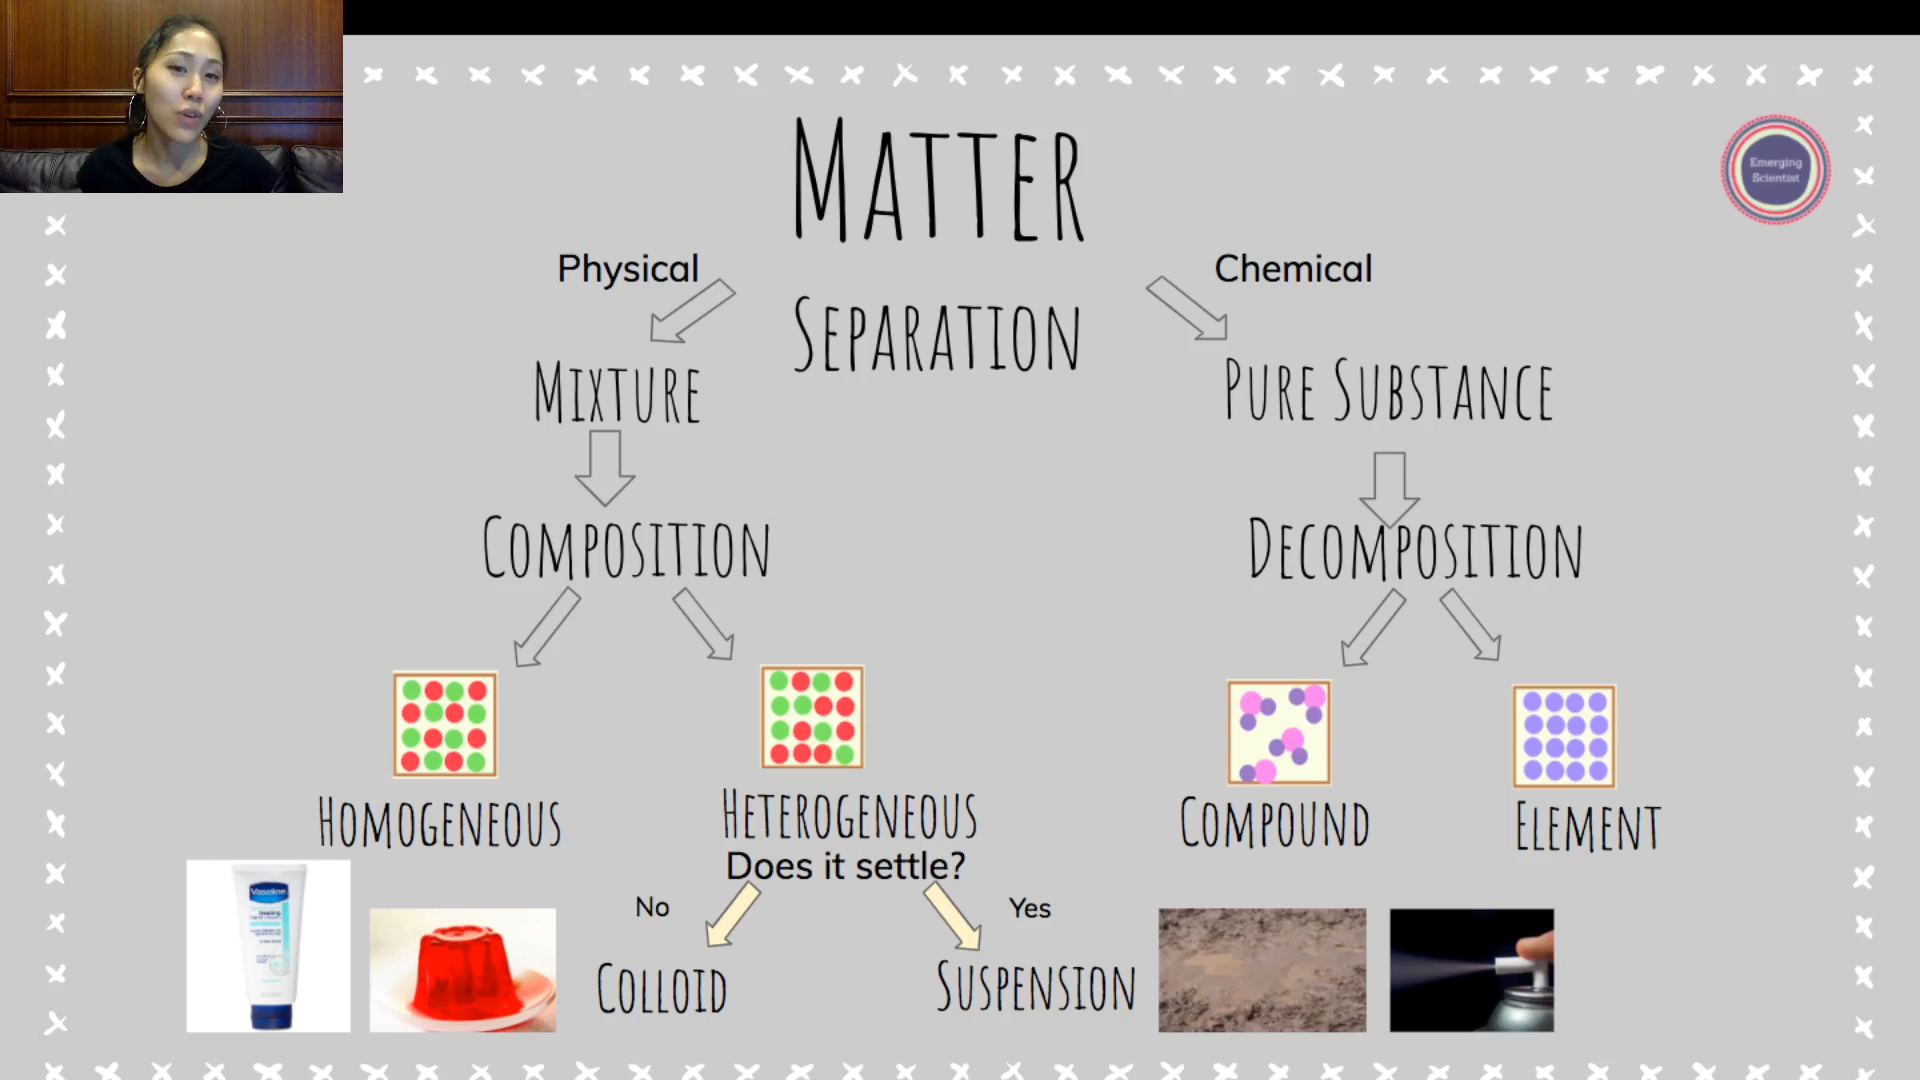 MATTER
Emerging
Scientist
Physical
Chemical
SEPARATION
MIXTURE
PURE SUBSTANCE
COMPOSITION
DECOMPOSITION
HOMOGENEOUS
HETEROGENEOUS
COMPOUND
ELEMENT
Does it settle?
No
Yes
Vaseline
COLLOID
SUSPENSION